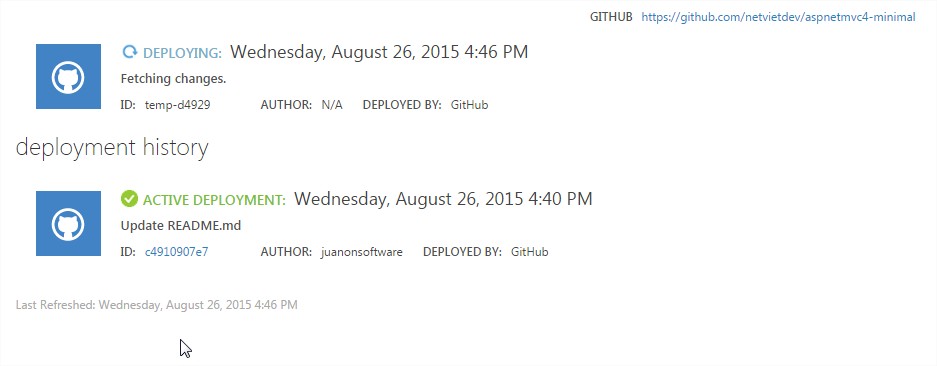 GITHUB https://github.com/netvietdev/aspnetmvc4-minimal
DEPLOYING: Wednesday, August 26, 2015 4:46 PM
Fetching changes.
ID: temp-d4929 AUTHOR: N/A DEPLOYED BY: GitHub
deployment history
ACTIVE DEPLOYMENT: Wednesday, August 26, 2015 4:40 PM
Update README.md
ID: c4910907e7 AUTHOR: juanonsoftware DEPLOYED BY: GitHub
Last Refreshed: Wednesday, August 26, 2015 4:46 PM